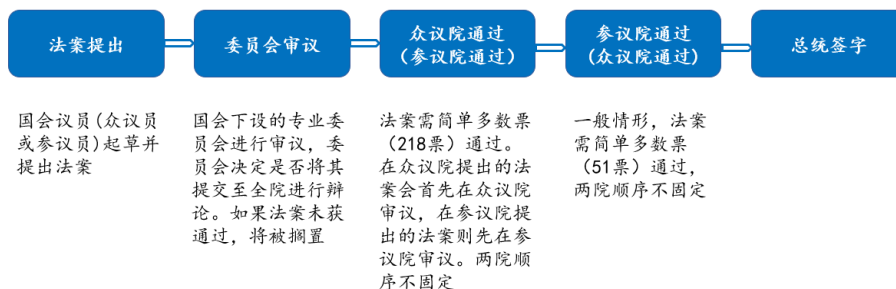 法案提出
委员会审议
众议院通过
（参议院通过）
参议院通过
(众议院通过)
总统签字
国会议员(众议员
或参议员)起草并
提出法案
国会下设的专业委
员会进行审议，委
员会决定是否将其
提交至全院进行辩
论。如果法案未获
通过，将被搁置
法案需简单多数票
（218票）通过。
在众议院提出的法
案会首先在众议院
审议，在参议院提
出的法案则先在参
议院审议。两院顺
序不固定
一般情形，法案
需简单多数票
（51票）通过，
两院顺序不固定